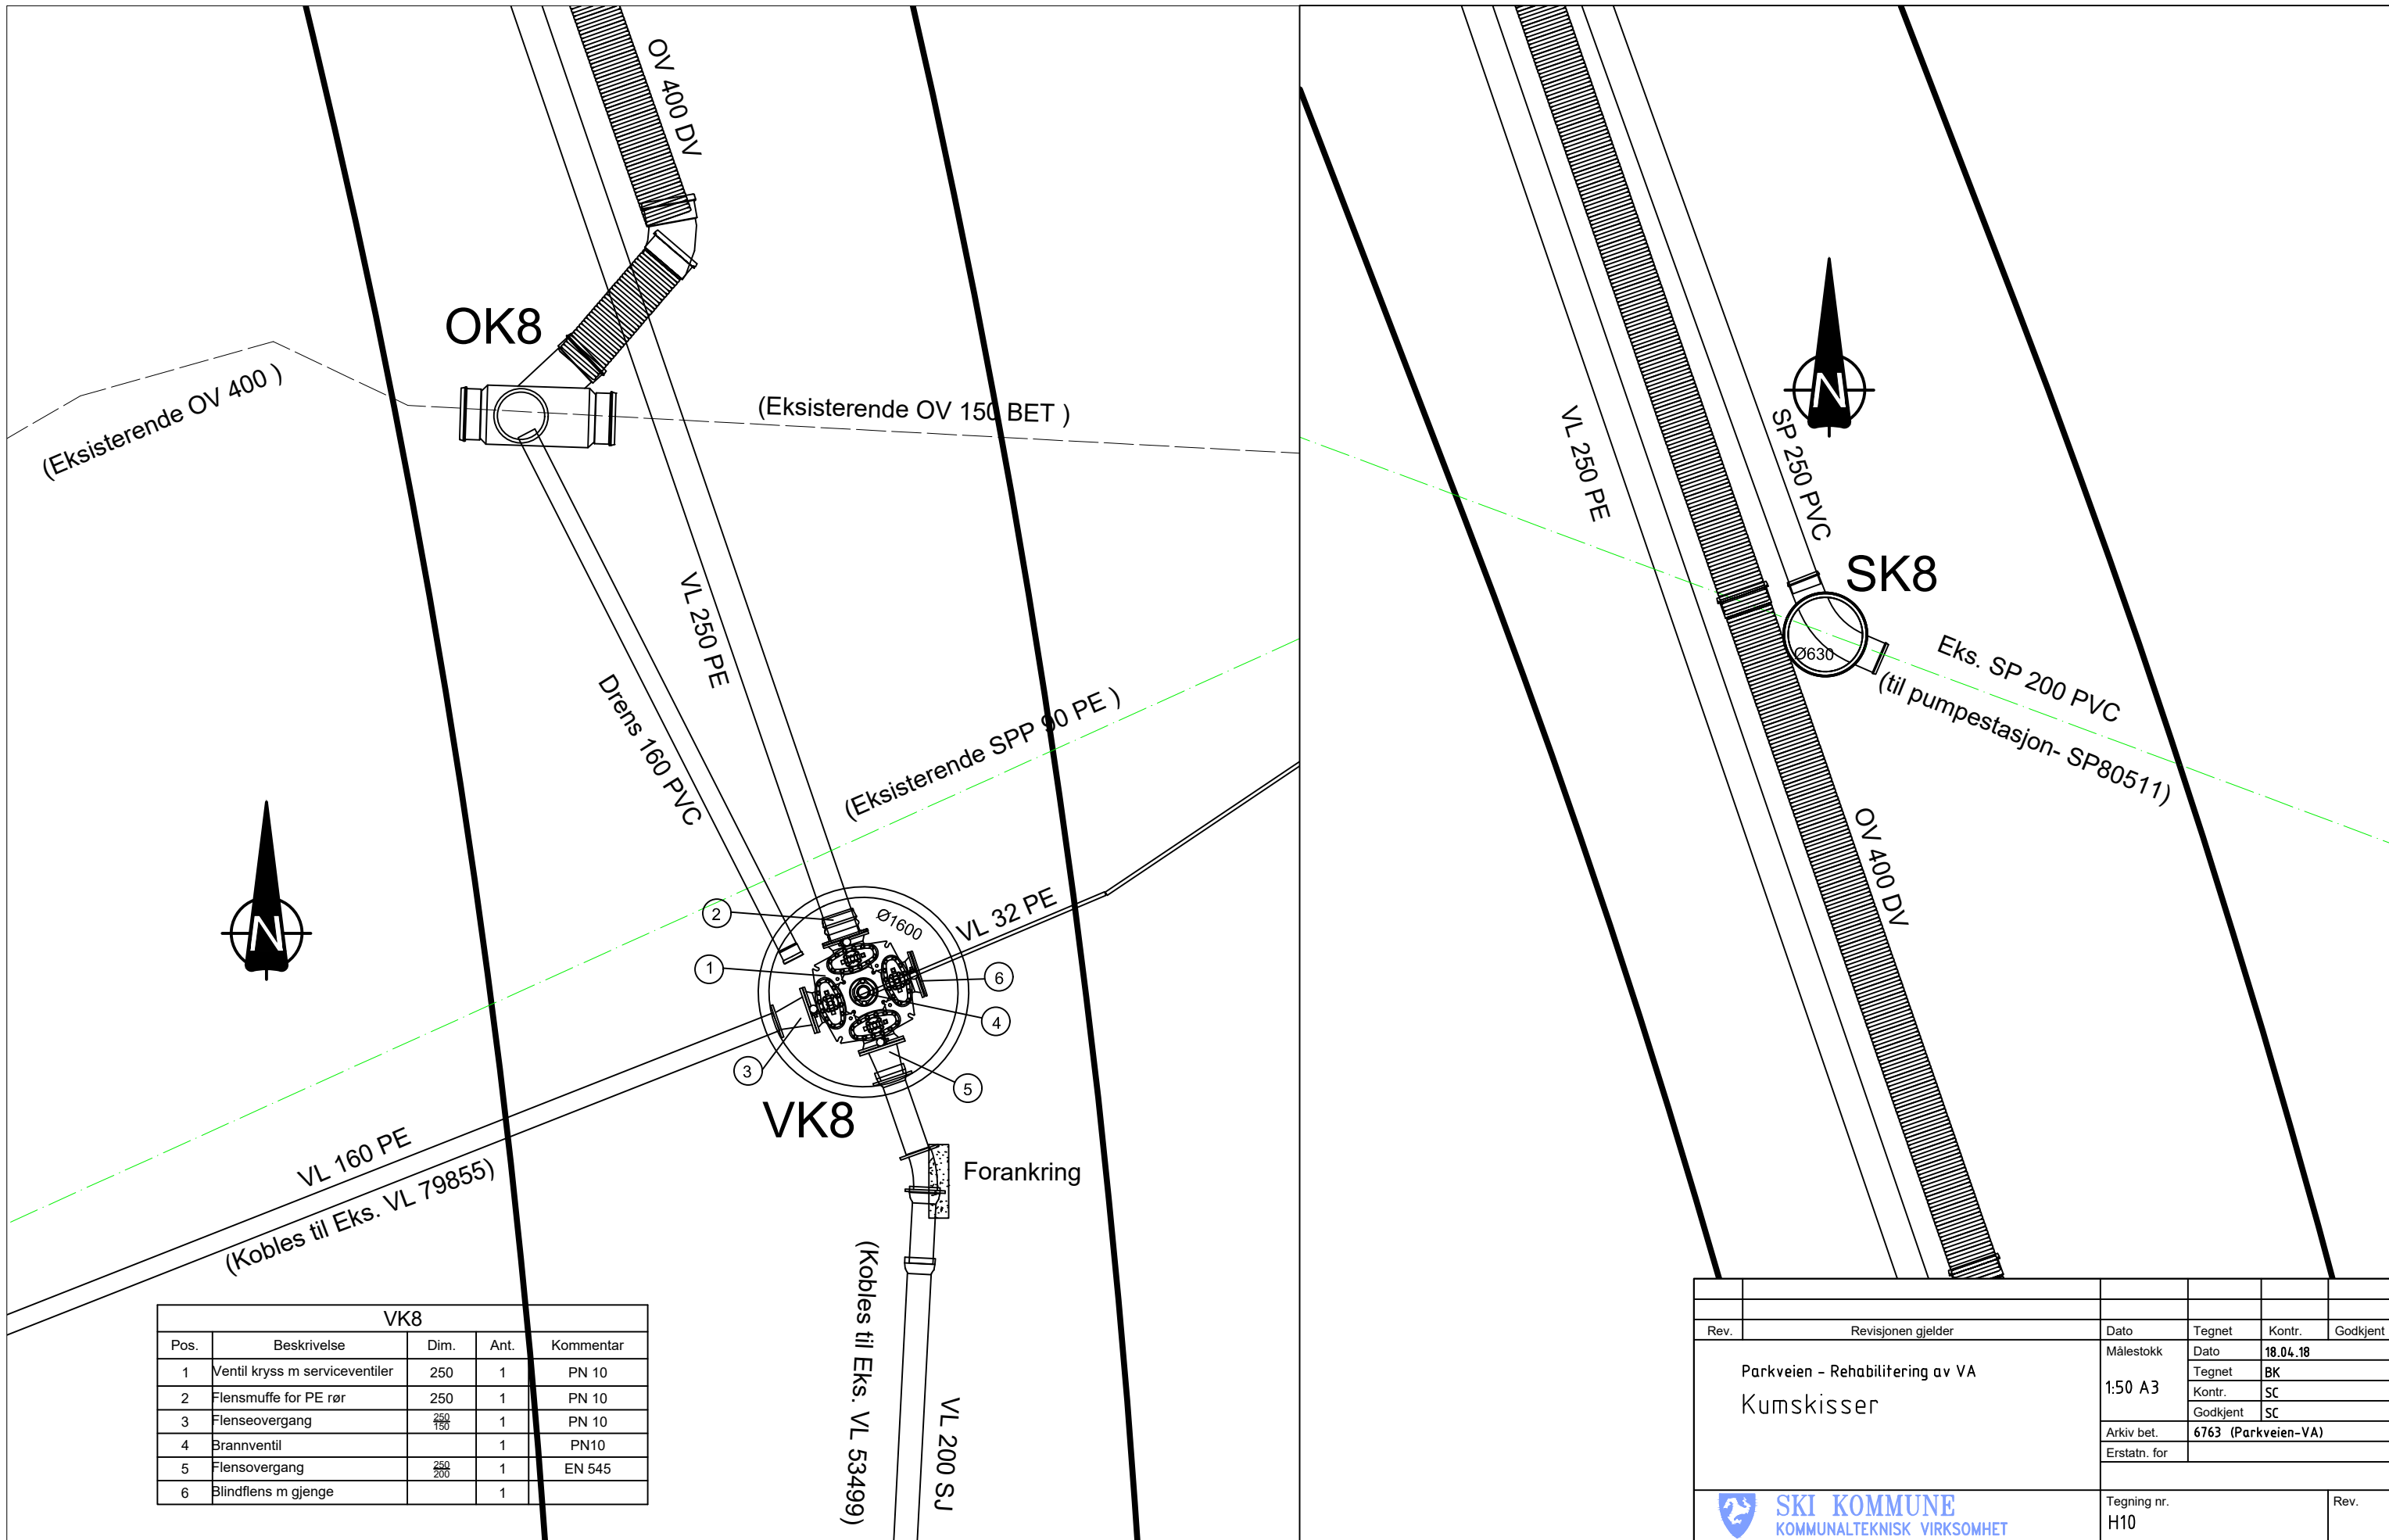 OV 400 DV
OK8
(Eksisterende OV 400 )
(Eksisterende OV 150 BET )
VL 250 PE
Drens 160 PVC
(Eksisterende SPP 90 PE )
N
2
Ø1600
VL 32 PE
1
6
4
3
5
VK8
VL 160 PE
(Kobles til Eks. VL 79855)
Forankring
(Kobles til Eks. VL 53499)
VL 200 SJ
VK8
Pos. Beskrivelse Dim. Ant. Kommentar
1 Ventil kryss m serviceventiler 250 1 PN 10
2 Flensmuffe for PE rør 250 1 PN 10
3 Flenseovergang 250/150 1 PN 10
4 Brannventil 1 PN10
5 Flensovergang 250/200 1 EN 545
6 Blindflens m gjenge 1
VL 250 PE
SP 250 PVC
N
SK8
Ø630
Eks. SP 200 PVC
(til pumpestasjon- SP80511)
OV 400 DV
Rev. Revisjonen gjelder Dato Tegnet Kontr. Godkjent
Parkveien - Rehabilitering av VA
Kumskisser
Målestokk
1:50 A3
Dato 18.04.18
Tegnet BK
Kontr. SC
Godkjent SC
Arkiv bet. 6763 (Parkveien-VA)
Erstatn. for
SKI KOMMUNE
KOMMUNALTEKNISK VIRKSOMHET
Tegning nr.
H10
Rev.